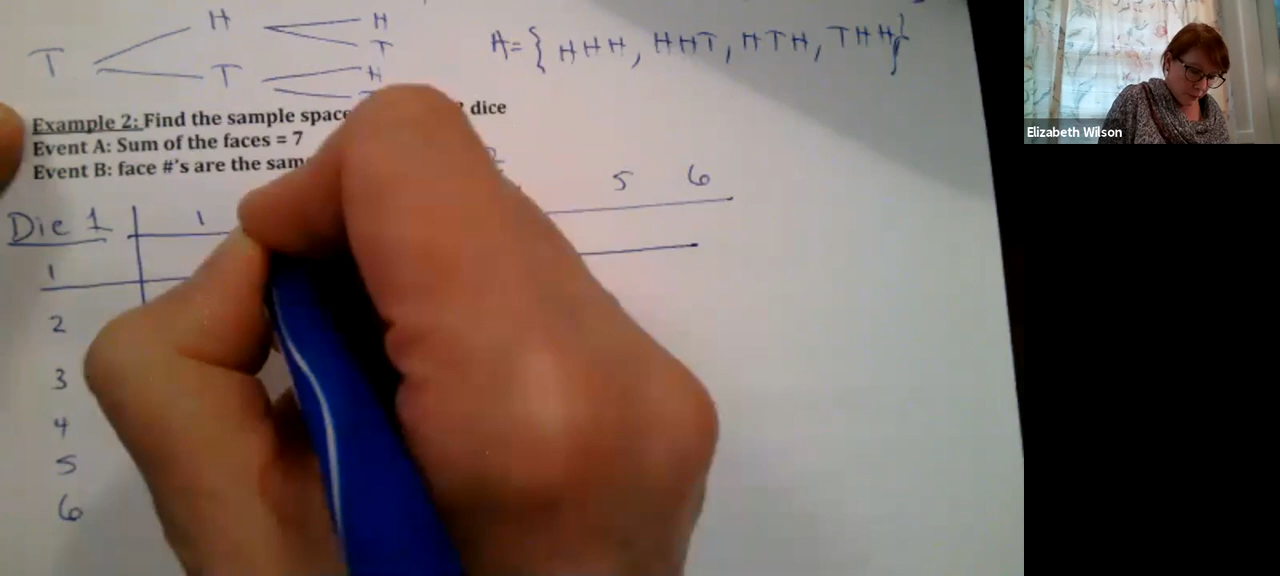 H H
T T
T H
A={ HHH, HHT, HTH, THH}
Example 2: Find the sample space dice
Event A: Sum of the faces = 7
Event B: face #'s are the
5 6
Die 1 1
1
2
3
4
5
6
Elizabeth Wilson